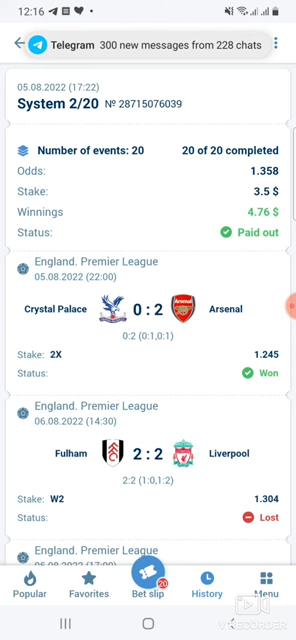 12:16
Telegram 300 new messages from 228 chats
05.08.2022 (17:22)
System 2/20 № 28715076039
Number of events: 20 20 of 20 completed
Odds: 1.358
Stake: 3.5 $
Winnings 4.76 $
Status: Paid out
England. Premier League
05.08.2022 (22:00)
Crystal Palace 0 : 2 Arsenal
0:2 (0:1,0:1)
Stake: 2X 1.245
Status: Won
England. Premier League
06.08.2022 (14:30)
Fulham 2 : 2 Liverpool
2:2 (1:0,1:2)
Stake: W2 1.304
Status: Lost
England. Premier League
06.08.2022 (17:00)
20
Popular Favorites Bet slip History Menu
V RECORDER